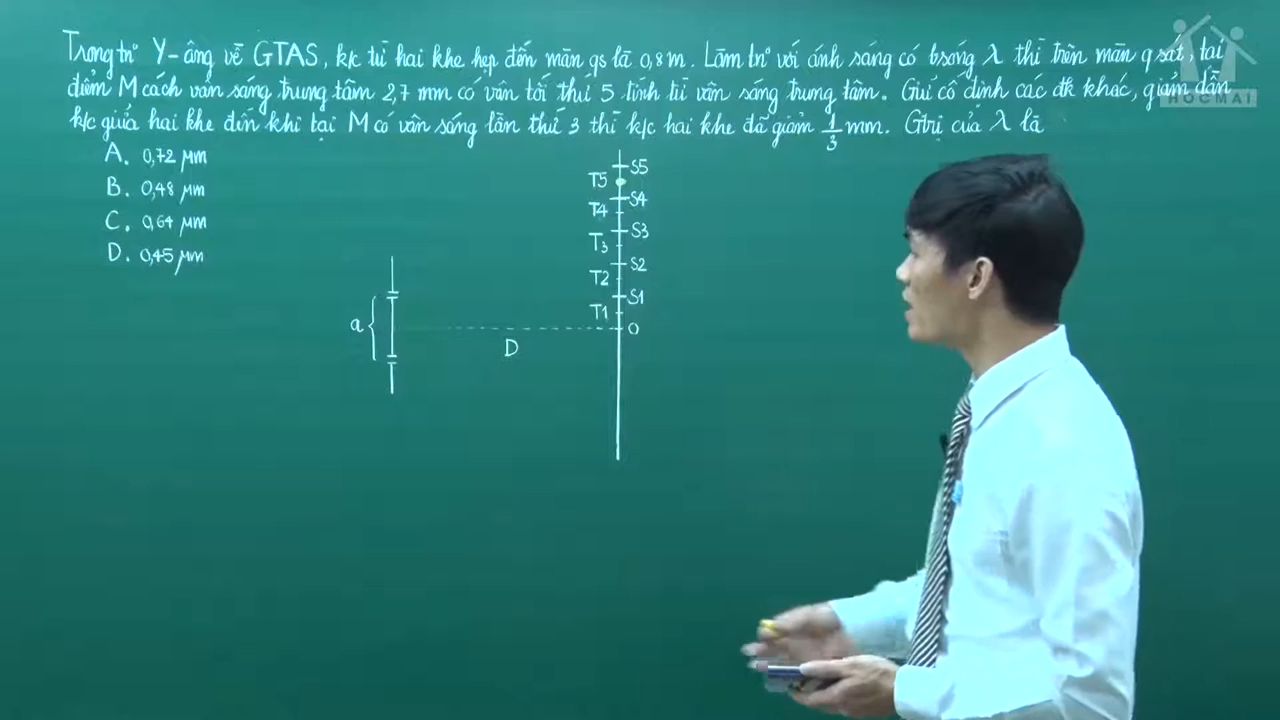 Trong tnº Y-âng về GTAS, k/c từ hai khe hẹp đến màn qs là 0,8m. Làm tnº với ánh sáng có bsóng λ thì trên màn q sát, tại
điểm M cách vân sáng trung tâm 2,7 mm có vân tối thứ 5 tính từ vân sáng trung tâm. Giữ cố định các đk khác, giảm dần
k/c giữa hai khe đến khi tại M có vân sáng lần thứ 3 thì k/c hai khe đã giảm 1/3 mm. Gtrị của λ là
A. 0,72 μm
B. 0,48 μm
C. 0,64 μm
D. 0,45 μm
S5
T5
S4
T4
S3
T3
S2
T2
S1
T1
O
a
D
HOCMAI